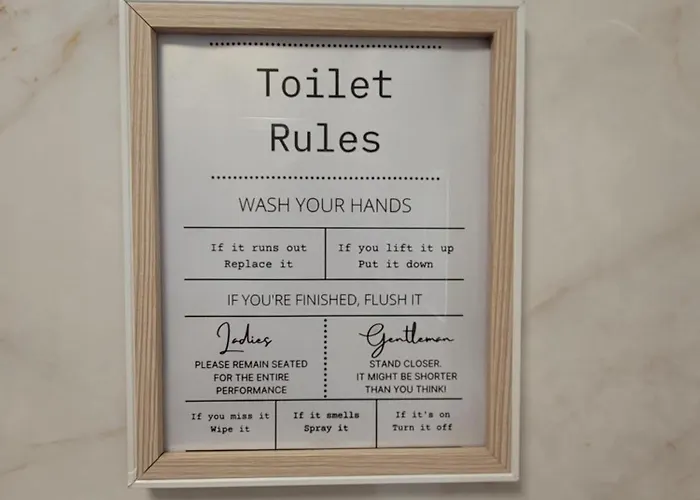 Toilet
Rules
WASH YOUR HANDS
If it runs out
Replace it
If you lift it up
Put it down
IF YOU'RE FINISHED, FLUSH IT
Ladies
PLEASE REMAIN SEATED
FOR THE ENTIRE
PERFORMANCE
Gentleman
STAND CLOSER.
IT MIGHT BE SHORTER
THAN YOU THINK!
If you miss it
Wipe it
If it smells
Spray it
If it's on
Turn it off